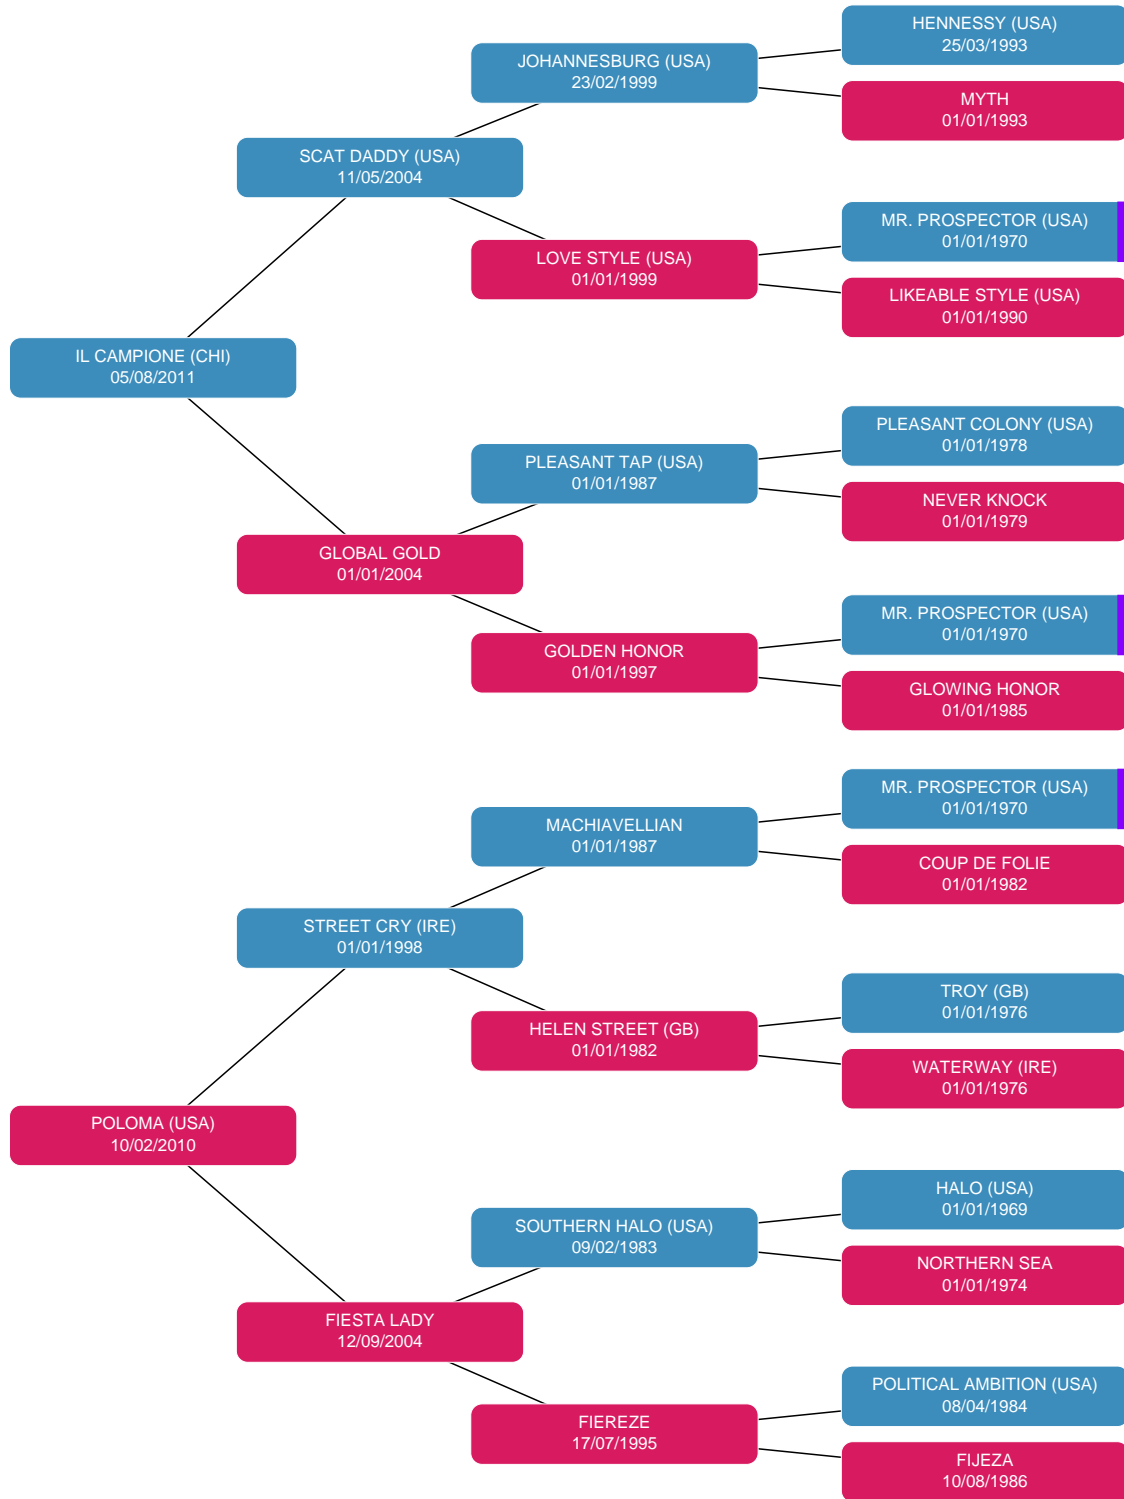 HENNESSY (USA)
25/03/1993
JOHANNESBURG (USA)
23/02/1999
MYTH
01/01/1993
SCAT DADDY (USA)
11/05/2004
MR. PROSPECTOR (USA)
01/01/1970
LOVE STYLE (USA)
01/01/1999
LIKEABLE STYLE (USA)
01/01/1990
IL CAMPIONE (CHI)
05/08/2011
PLEASANT COLONY (USA)
01/01/1978
PLEASANT TAP (USA)
01/01/1987
NEVER KNOCK
01/01/1979
GLOBAL GOLD
01/01/2004
MR. PROSPECTOR (USA)
01/01/1970
GOLDEN HONOR
01/01/1997
GLOWING HONOR
01/01/1985
MR. PROSPECTOR (USA)
01/01/1970
MACHIAVELLIAN
01/01/1987
COUP DE FOLIE
01/01/1982
STREET CRY (IRE)
01/01/1998
TROY (GB)
01/01/1976
HELEN STREET (GB)
01/01/1982
WATERWAY (IRE)
01/01/1976
POLOMA (USA)
10/02/2010
HALO (USA)
01/01/1969
SOUTHERN HALO (USA)
09/02/1983
NORTHERN SEA
01/01/1974
FIESTA LADY
12/09/2004
POLITICAL AMBITION (USA)
08/04/1984
FIEREZE
17/07/1995
FIJEZA
10/08/1986